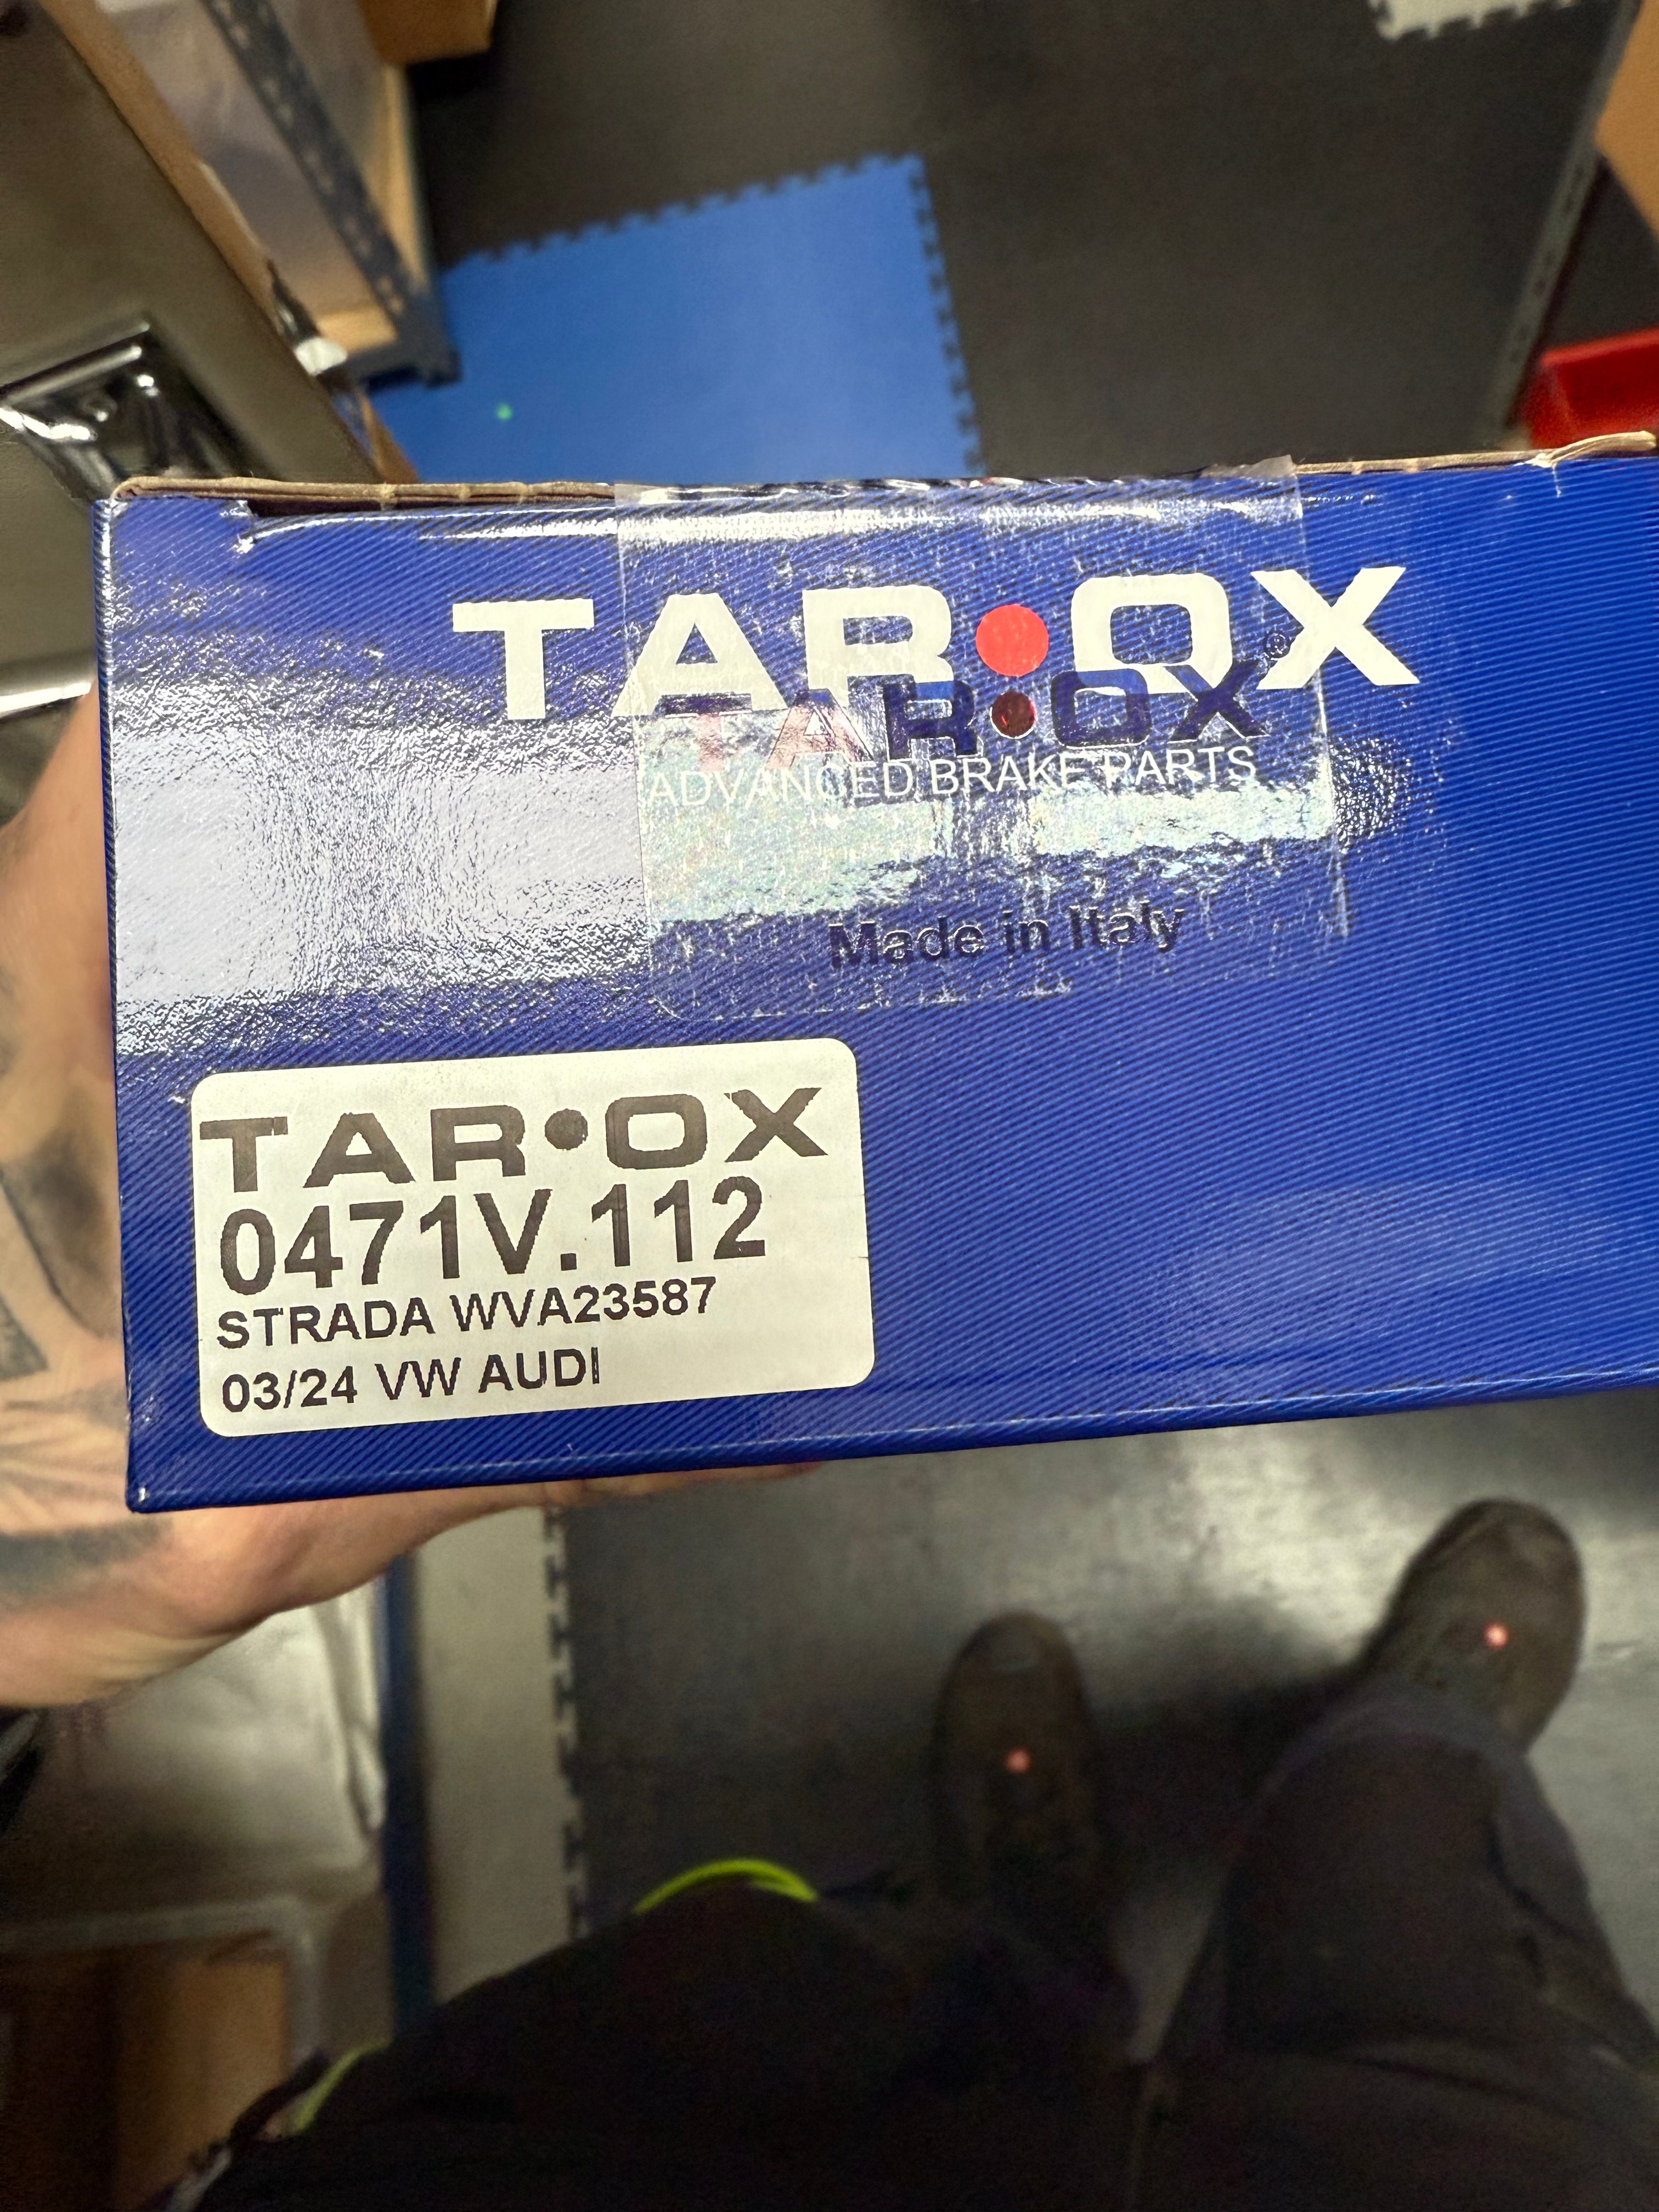 TAR•OX
®
TAR•OX
ADVANCED BRAKE PARTS
Made in Italy
TAR•OX
0471V.112
STRADA WVA23587
03/24 VW AUDI